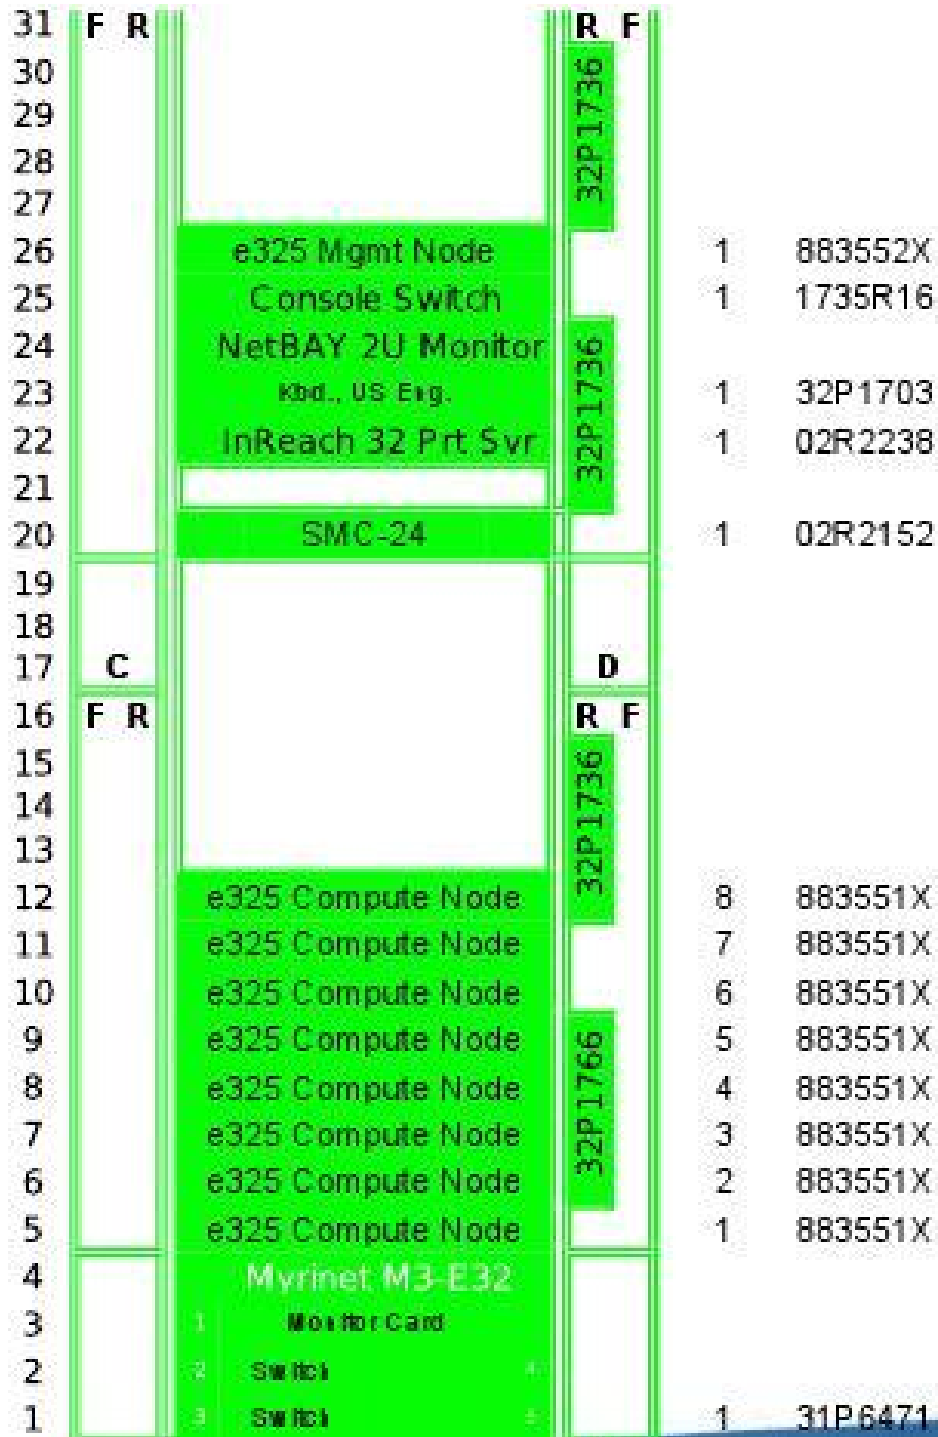 31 F R R F
30
29
28
27
32P1736
26 e325 Mgmt Node 1 883552X
25 Console Switch 1 1735R16
24 NetBAY 2U Monitor
23 Kbd., US Eng. 1 32P1703
22 InReach 32 Prt Svr 1 02R2238
32P1736
21
20 SMC-24 1 02R2152
19
18
17 C D
16 F R R F
15
14
13
32P1736
12 e325 Compute Node 8 883551X
11 e325 Compute Node 7 883551X
10 e325 Compute Node 6 883551X
9 e325 Compute Node 5 883551X
8 e325 Compute Node 4 883551X
32P1766
7 e325 Compute Node 3 883551X
6 e325 Compute Node 2 883551X
5 e325 Compute Node 1 883551X
4 Myrinet M3-E32
3 1 Monitor Card
2 2 Switch 4
1 3 Switch 5 1 31P6471